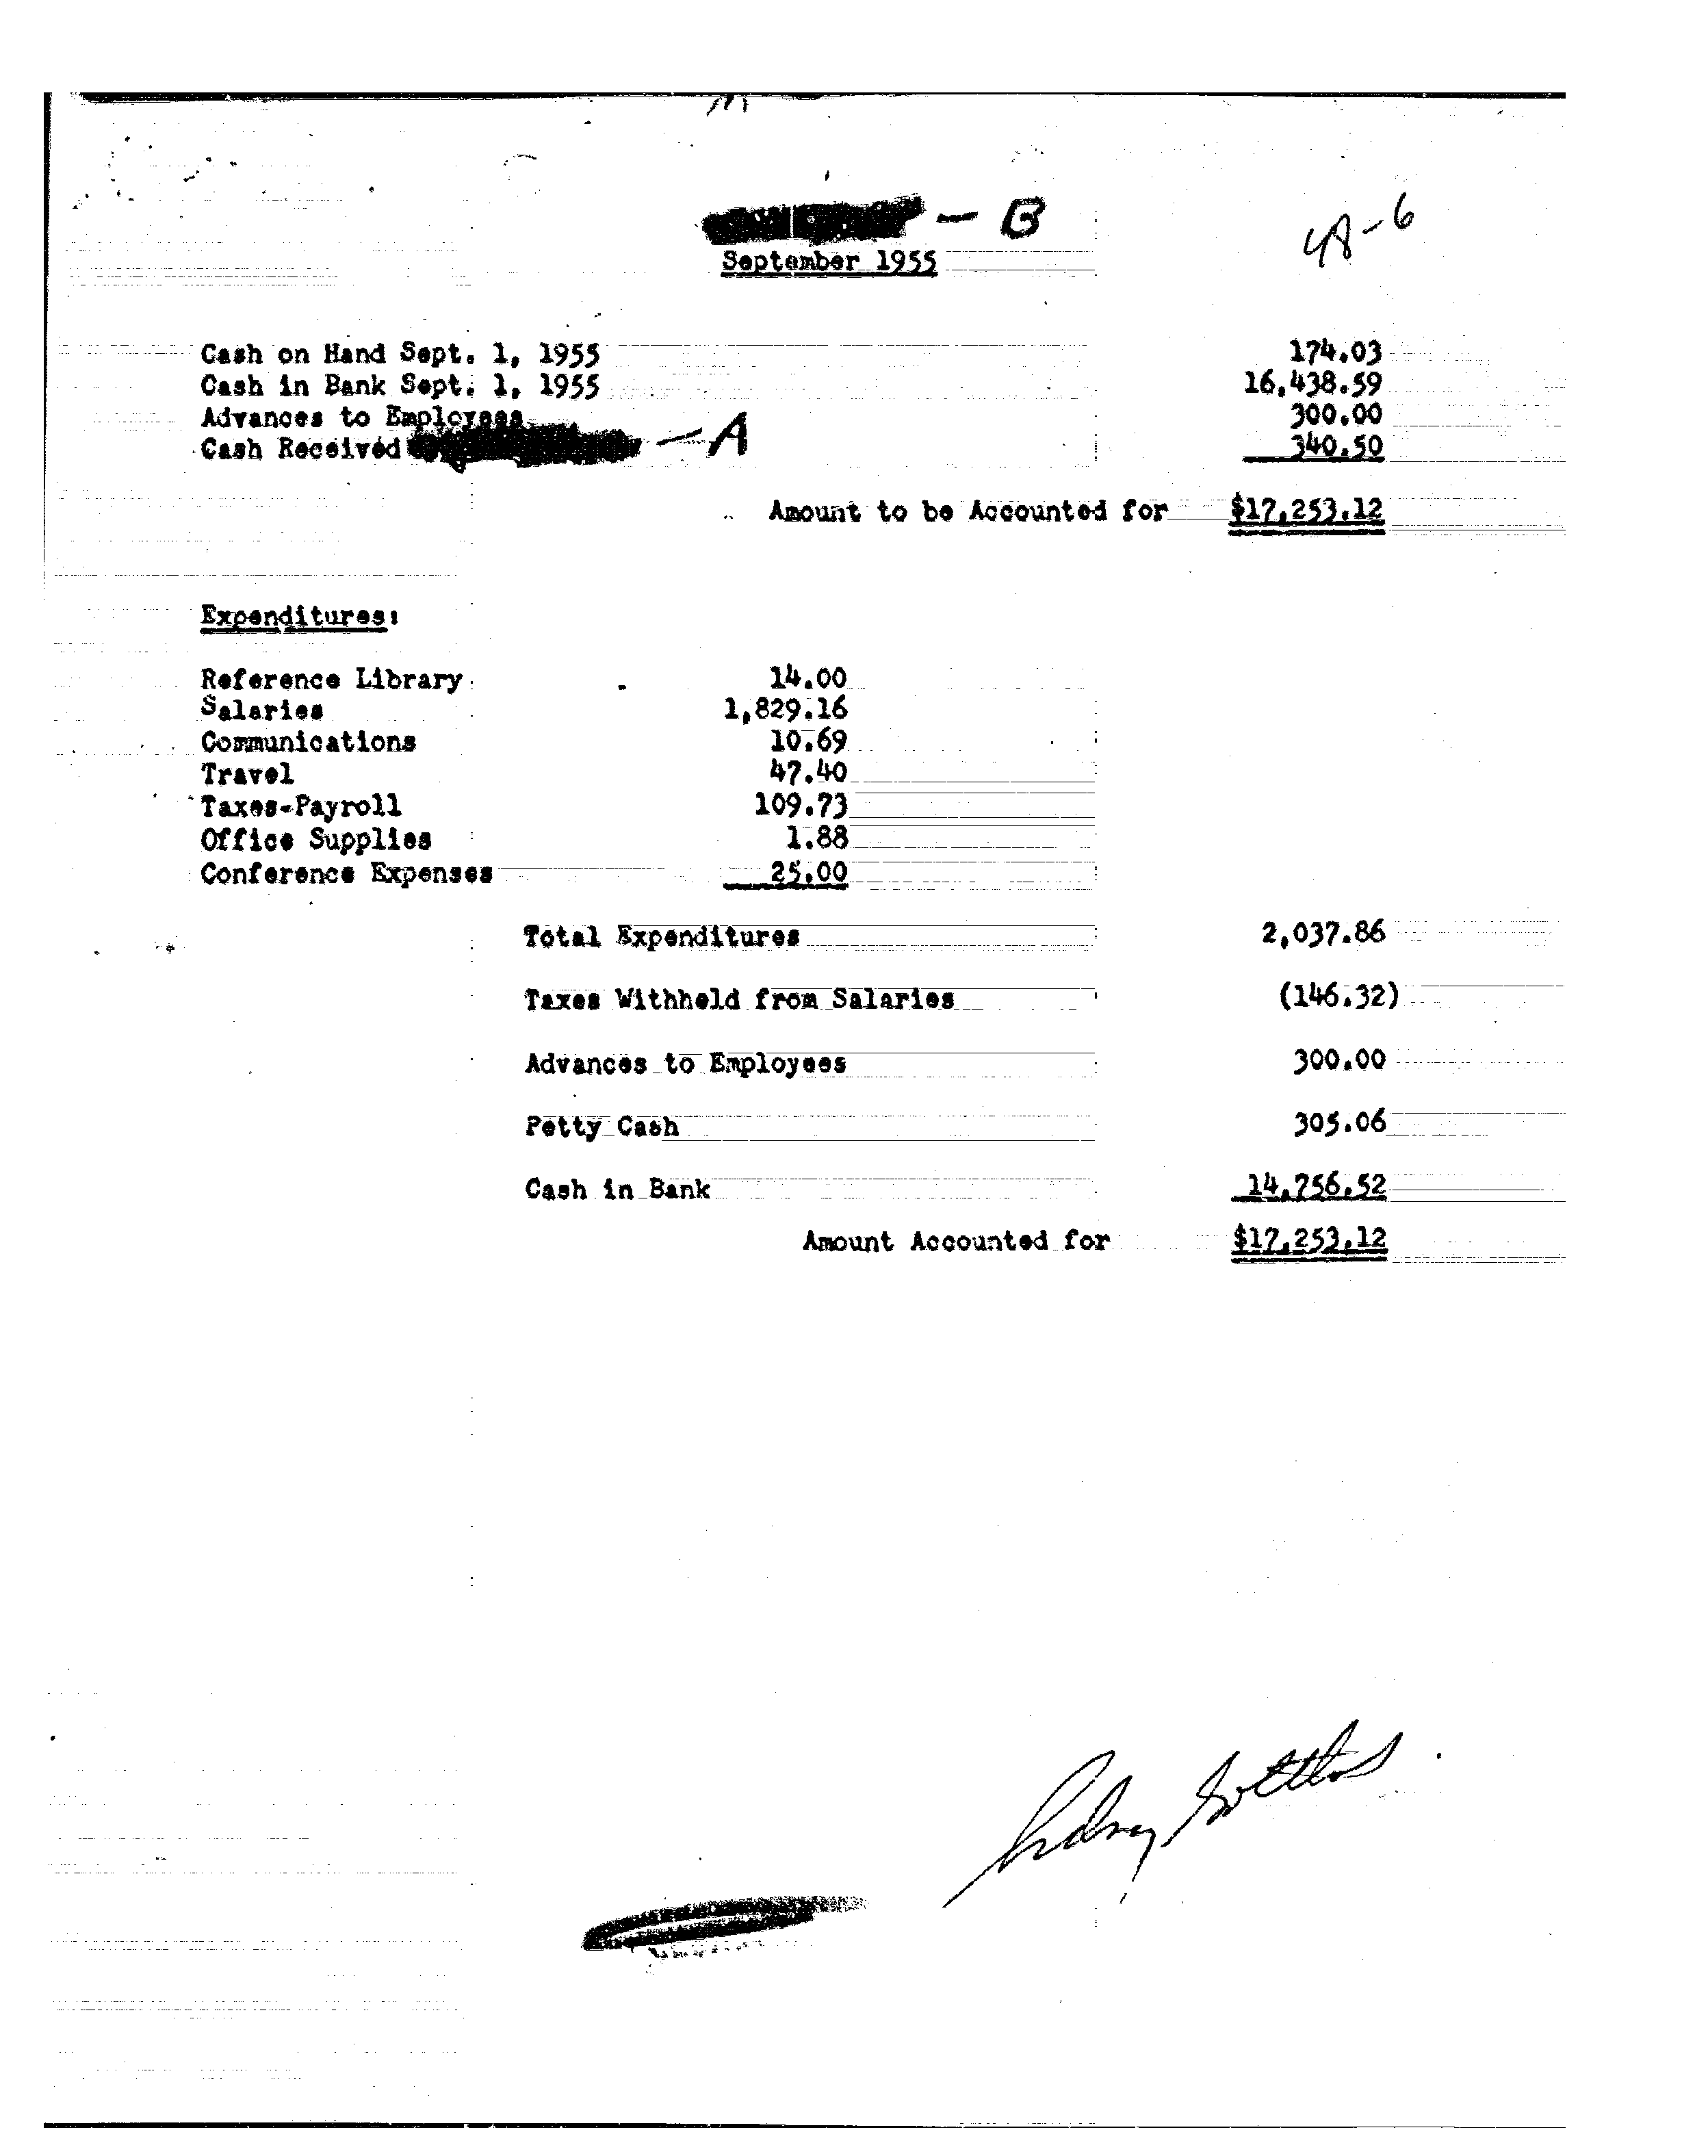 - B
48-6
September 1955
Cash on Hand Sept. 1, 1955 174.03
Cash in Bank Sept. 1, 1955 16,438.59
Advances to Employees 300.00
Cash Received - A 340.50
Amount to be Accounted for $17,253.12
Expenditures:
Reference Library 14.00
Salaries 1,829.16
Communications 10.69
Travel 47.40
Taxes-Payroll 109.73
Office Supplies 1.88
Conference Expenses 25.00
Total Expenditures 2,037.86
Taxes Withheld from Salaries (146.32)
Advances to Employees 300.00
Petty Cash 305.06
Cash in Bank 14,756.52
Amount Accounted for $17,253.12